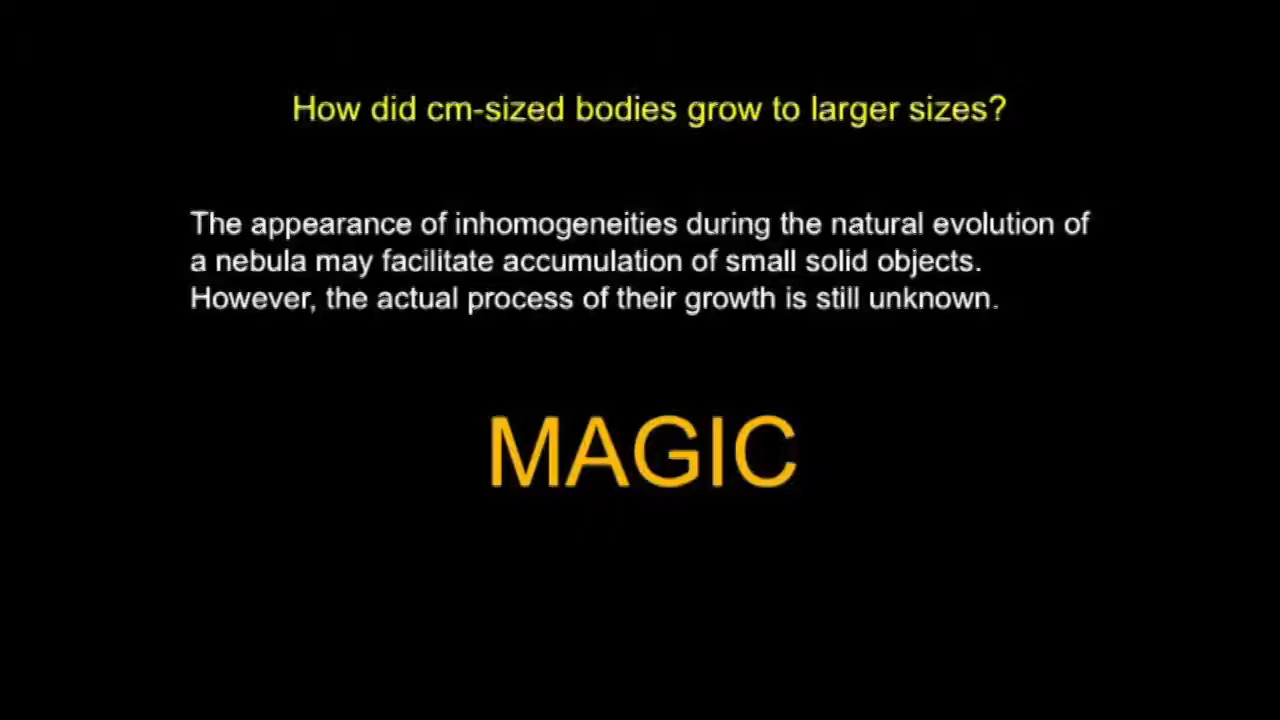 How did cm-sized bodies grow to larger sizes?
The appearance of inhomogeneities during the natural evolution of
a nebula may facilitate accumulation of small solid objects.
However, the actual process of their growth is still unknown.
MAGIC